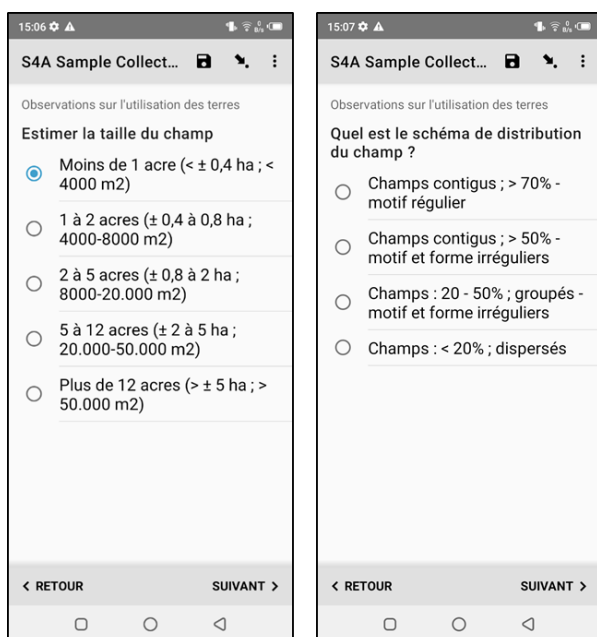 15:06
0 B/s
S4A Sample Collect...
Observations sur l'utilisation des terres
Estimer la taille du champ
Moins de 1 acre (< ± 0,4 ha ; <
4000 m2)
1 à 2 acres (± 0,4 à 0,8 ha ;
4000-8000 m2)
2 à 5 acres (± 0,8 à 2 ha ;
8000-20.000 m2)
5 à 12 acres (± 2 à 5 ha ;
20.000-50.000 m2)
Plus de 12 acres (> ± 5 ha ; >
50.000 m2)
< RETOUR SUIVANT >
15:07
0 B/s
S4A Sample Collect...
Observations sur l'utilisation des terres
Quel est le schéma de distribution
du champ ?
Champs contigus ; > 70% -
motif régulier
Champs contigus ; > 50% -
motif et forme irréguliers
Champs : 20 - 50% ; groupés -
motif et forme irréguliers
Champs : < 20% ; dispersés
< RETOUR SUIVANT >